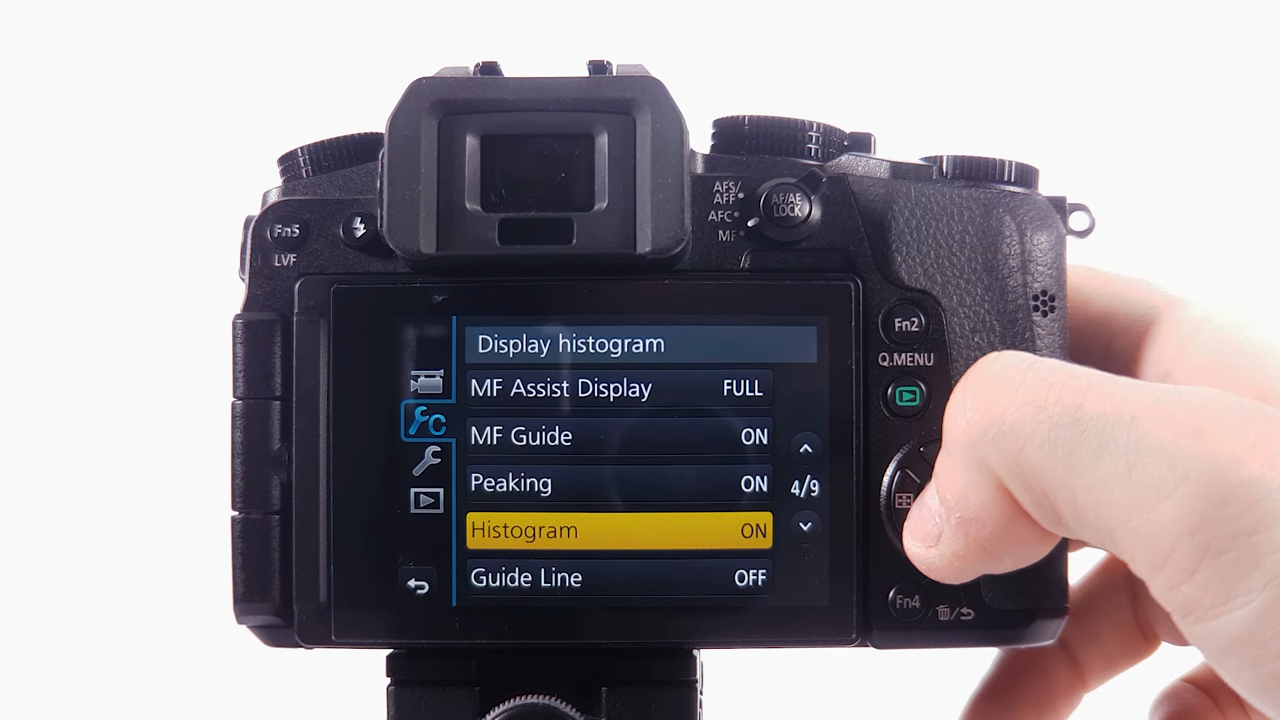 AFS/
AFF
AFC
MF
AF/AE
LOCK
Fn5
LVF
Fn2
Q.MENU
Display histogram
MF Assist Display FULL
MF Guide ON
Peaking ON
4/9
Histogram ON
Guide Line OFF
C
Fn4